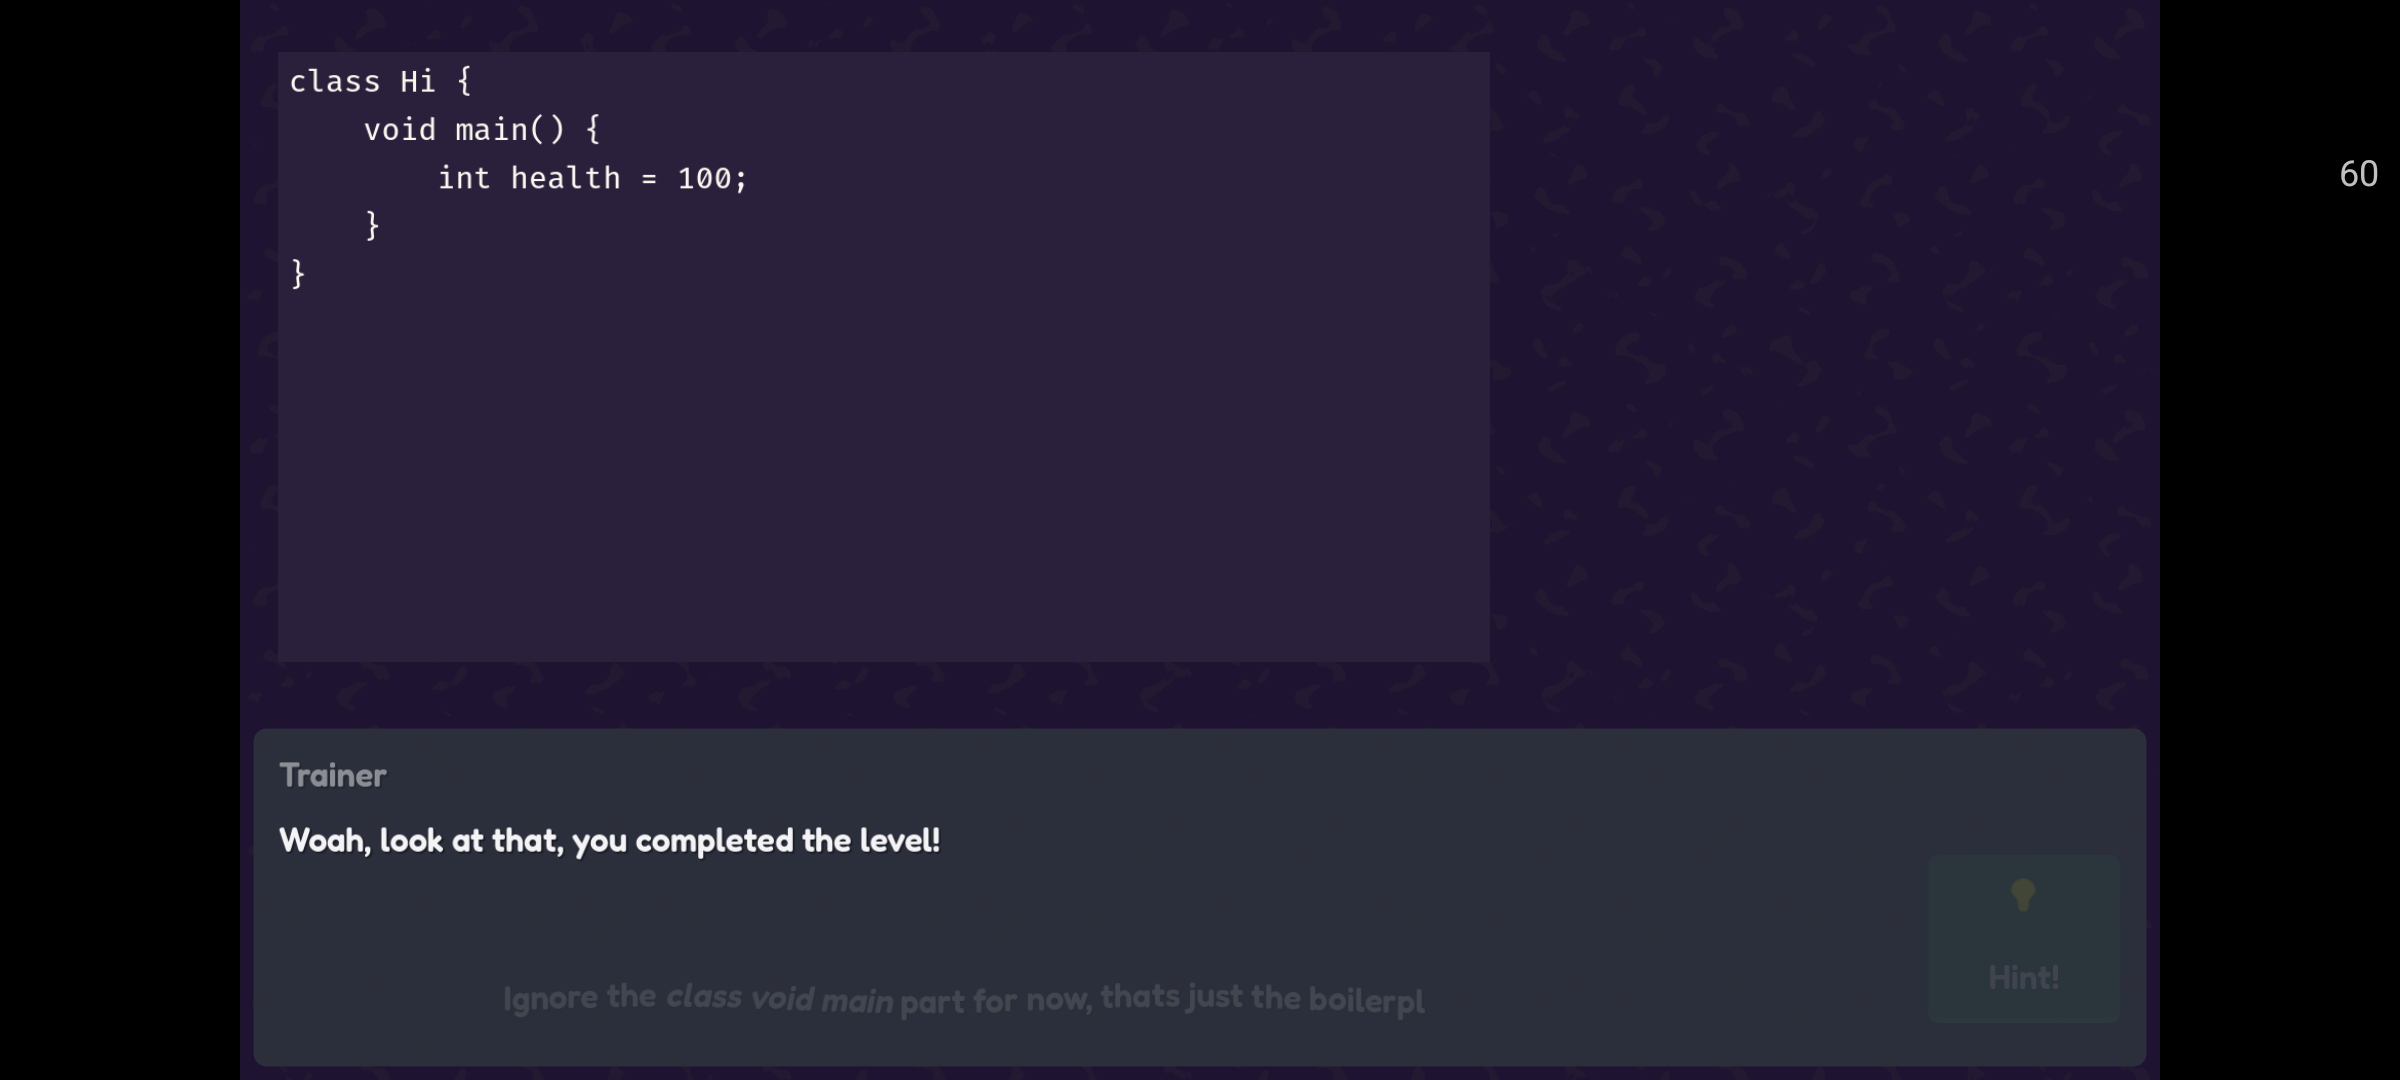 class Hi {
    void main() {
        int health = 100;
    }
}
60
Trainer
Woah, look at that, you completed the level!
Hint!
Ignore the class void main part for now, thats just the boilerpl